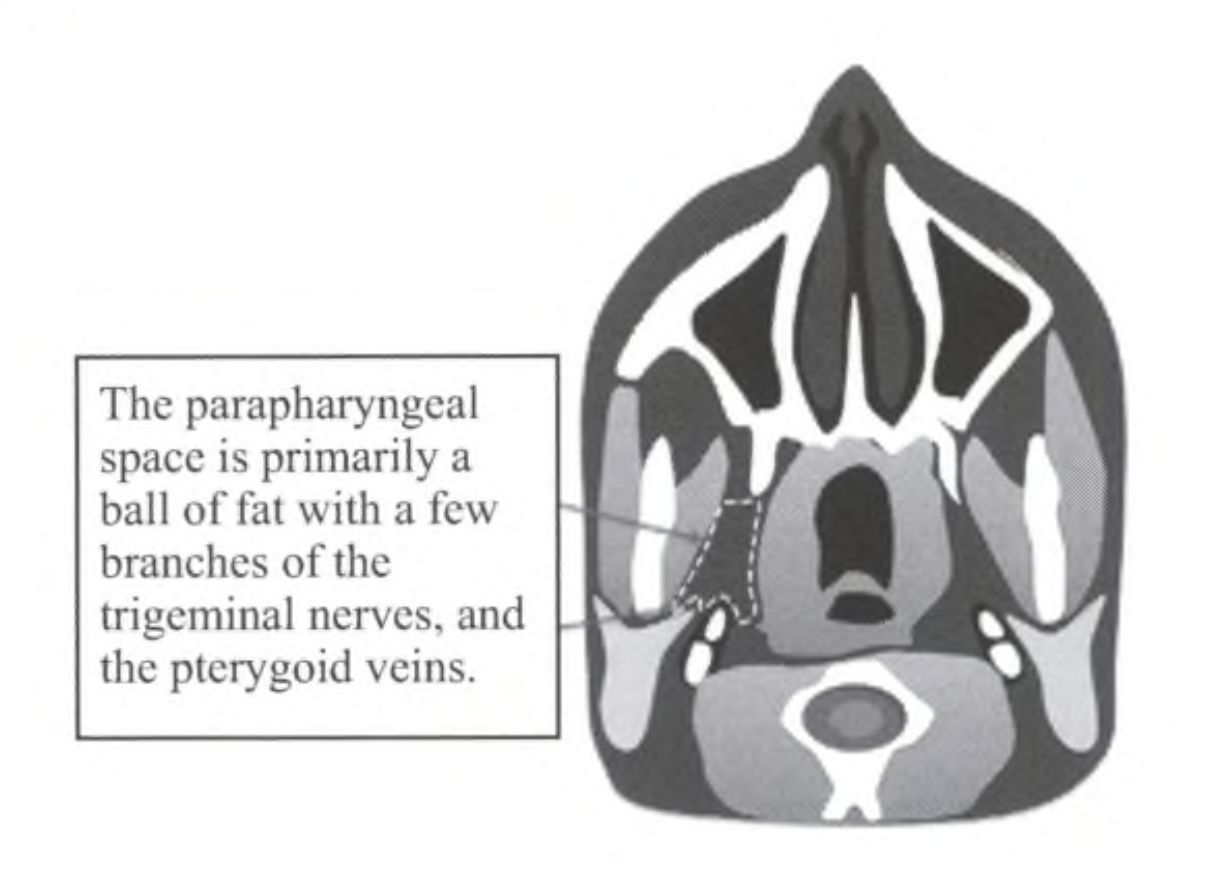 The parapharyngeal
space is primarily a
ball of fat with a few
branches of the
trigeminal nerves, and
the pterygoid veins.